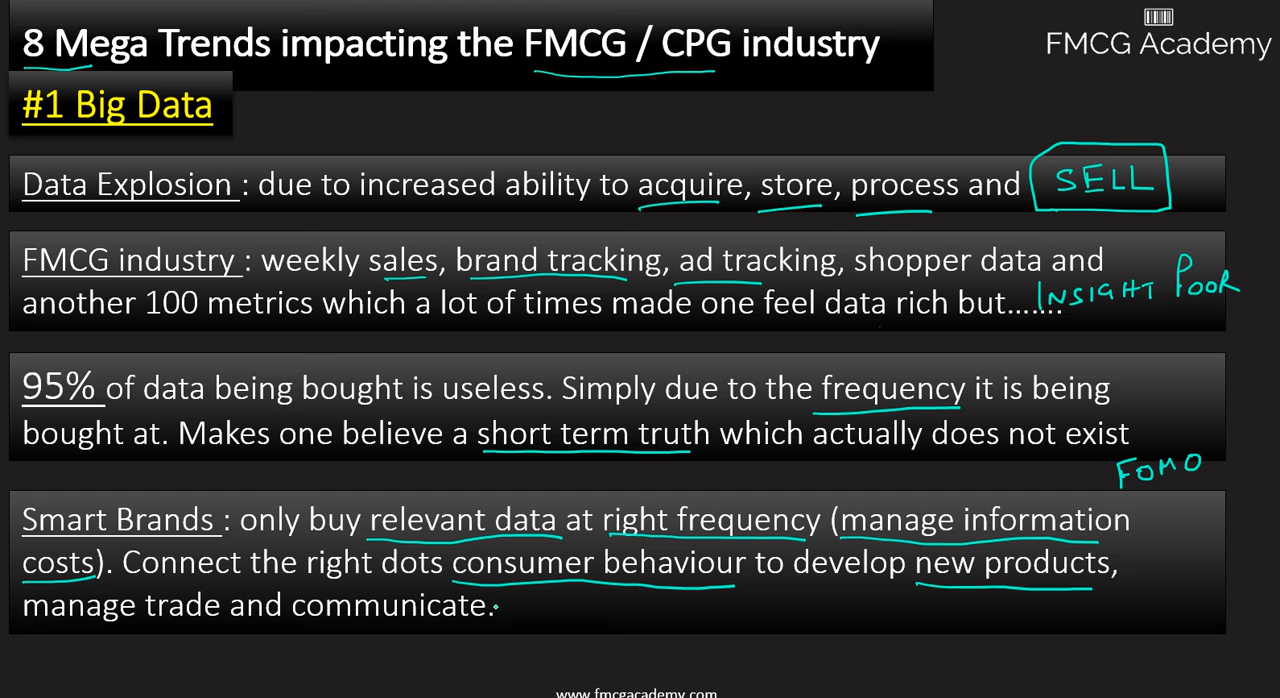 8 Mega Trends impacting the FMCG / CPG industry
FMCG Academy
#1 Big Data
Data Explosion : due to increased ability to acquire, store, process and SELL
FMCG industry : weekly sales, brand tracking, ad tracking, shopper data and
another 100 metrics which a lot of times made one feel data rich but....... INSIGHT POOR
95% of data being bought is useless. Simply due to the frequency it is being
bought at. Makes one believe a short term truth which actually does not exist
FOMO
Smart Brands : only buy relevant data at right frequency (manage information
costs). Connect the right dots consumer behaviour to develop new products,
manage trade and communicate.
www.fmcgacademy.com